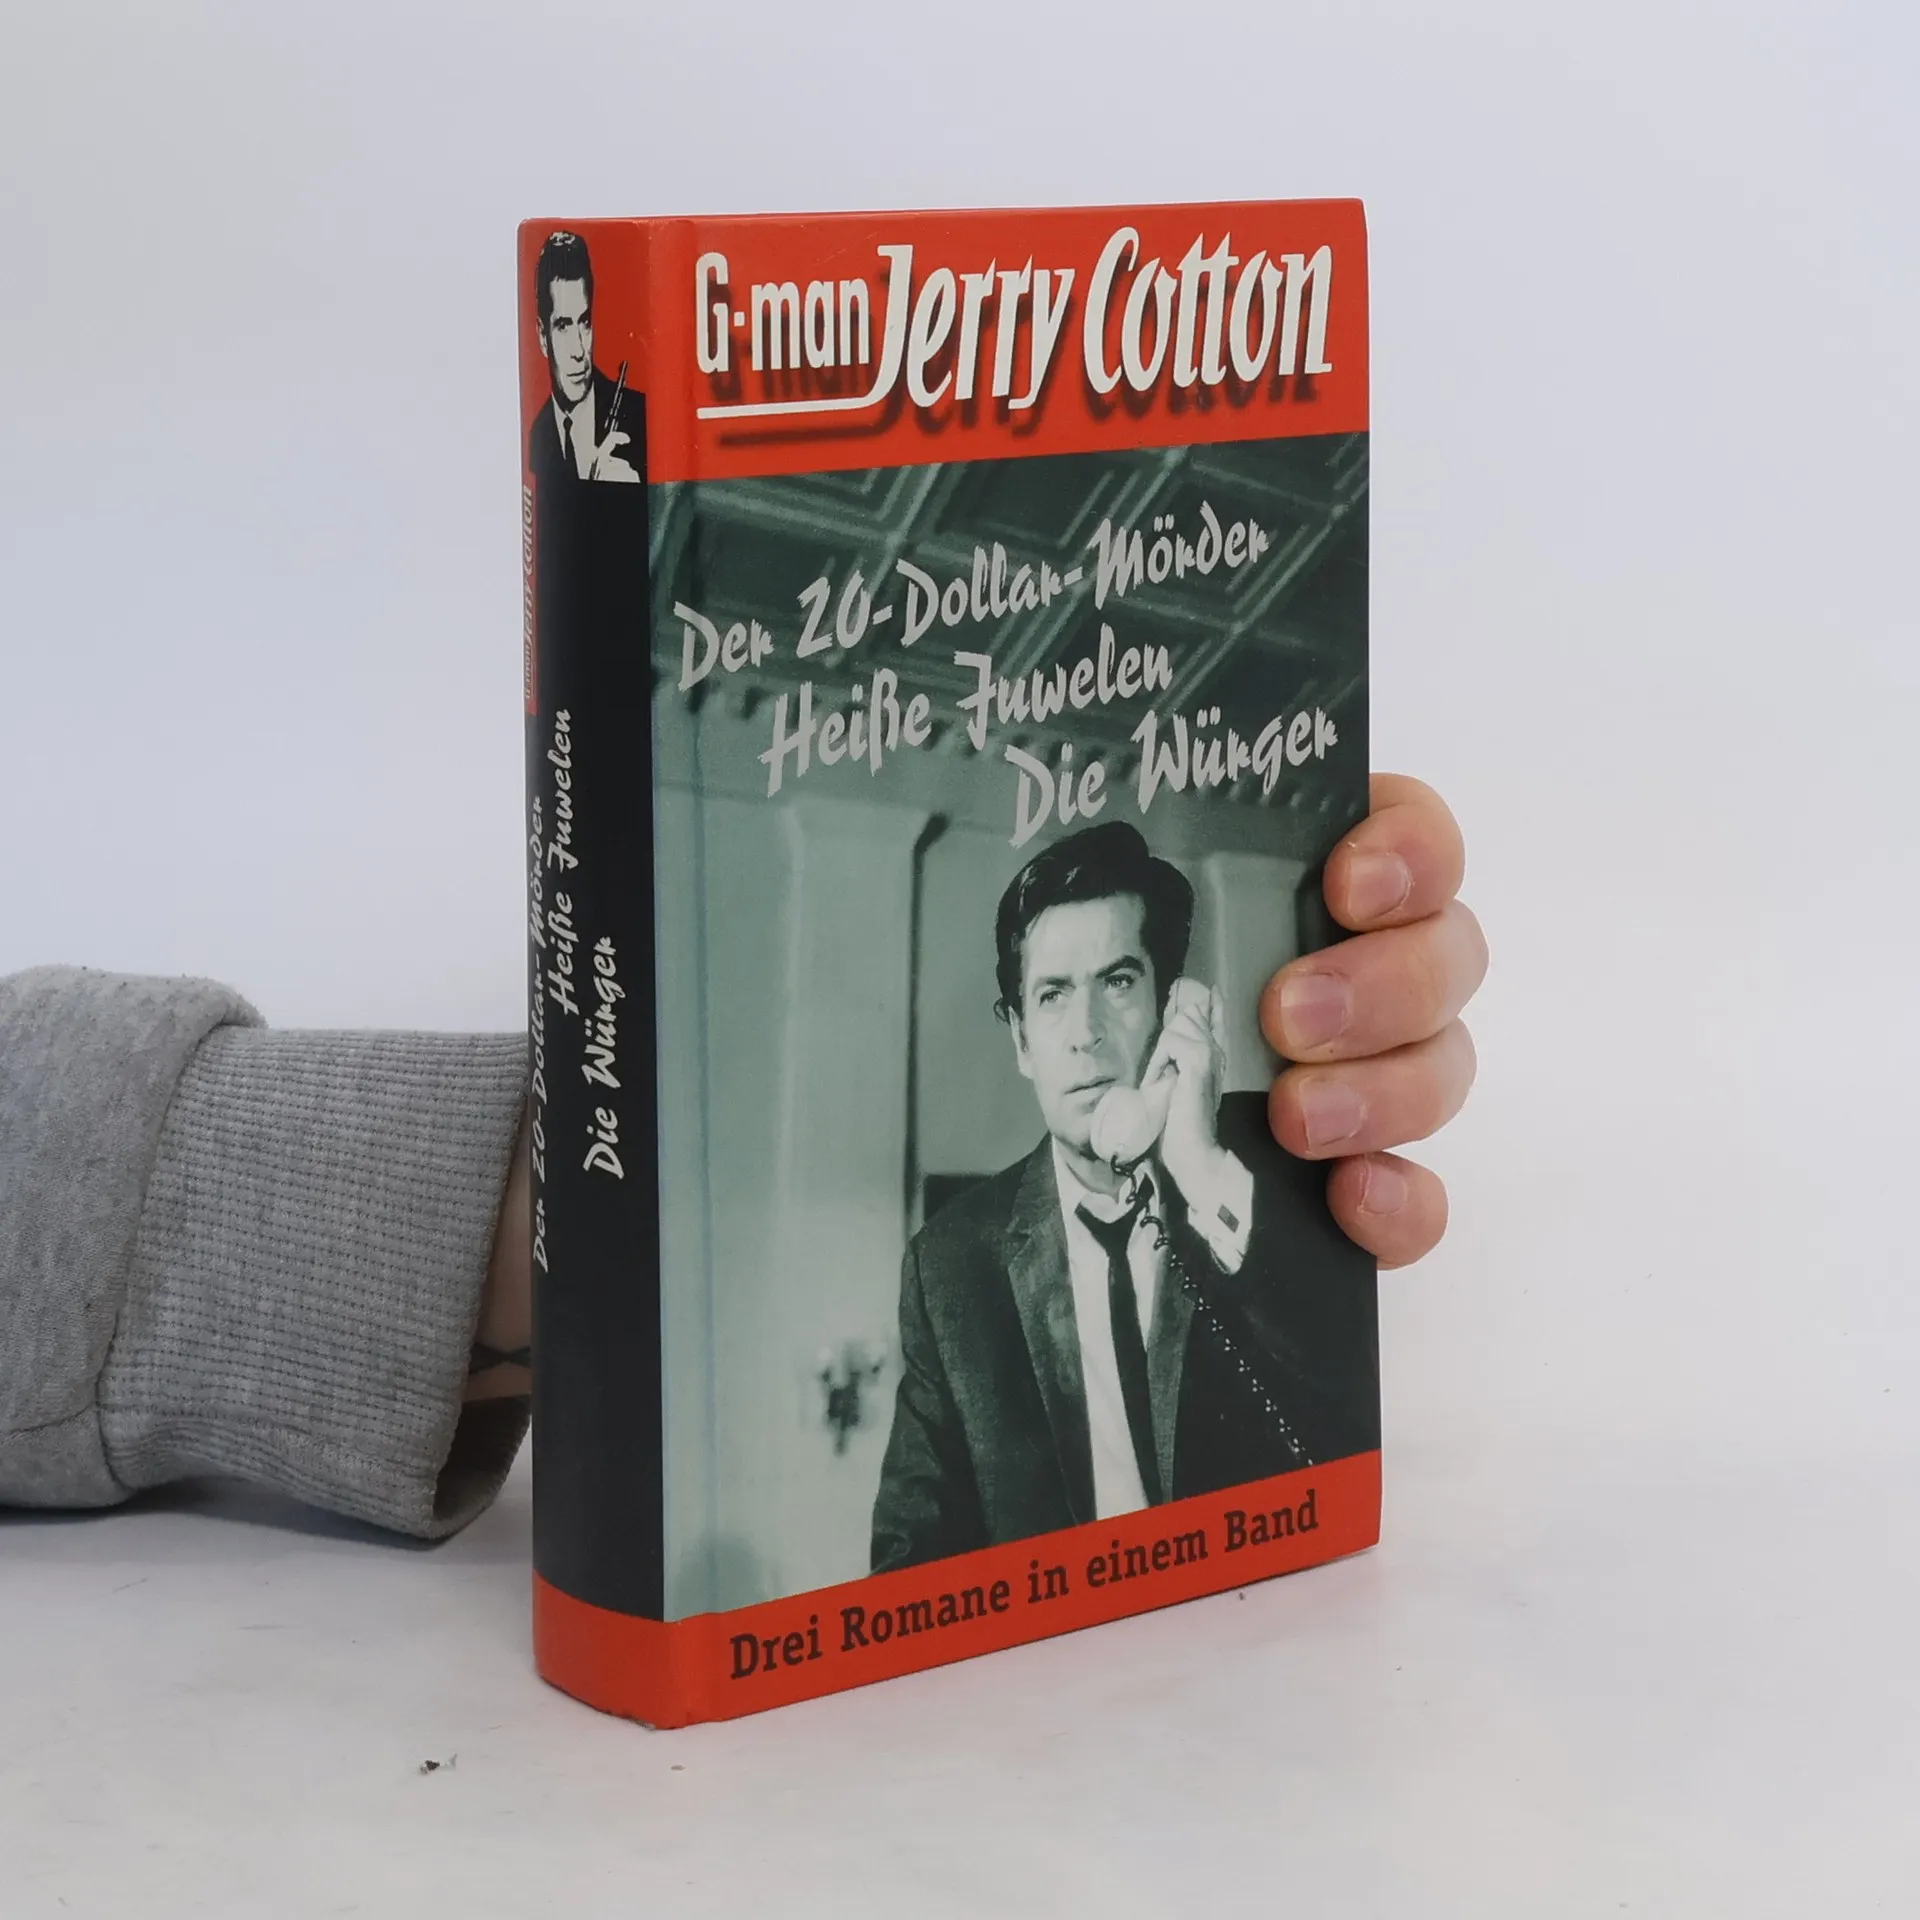 G-man Jerry Cotton
Der 20-Dollar-Mörder
Heiße Juwelen
Die Würger
Drei Romane in einem Band
G-man Jerry Cotton
Der 20-Dollar-Mörder
Heiße Juwelen
Die Würger